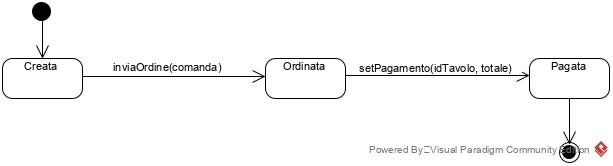 Creata
inviaOrdine(comanda)
Ordinata
setPagamento(idTavolo, totale)
Pagata
Powered By Visual Paradigm Community Edition